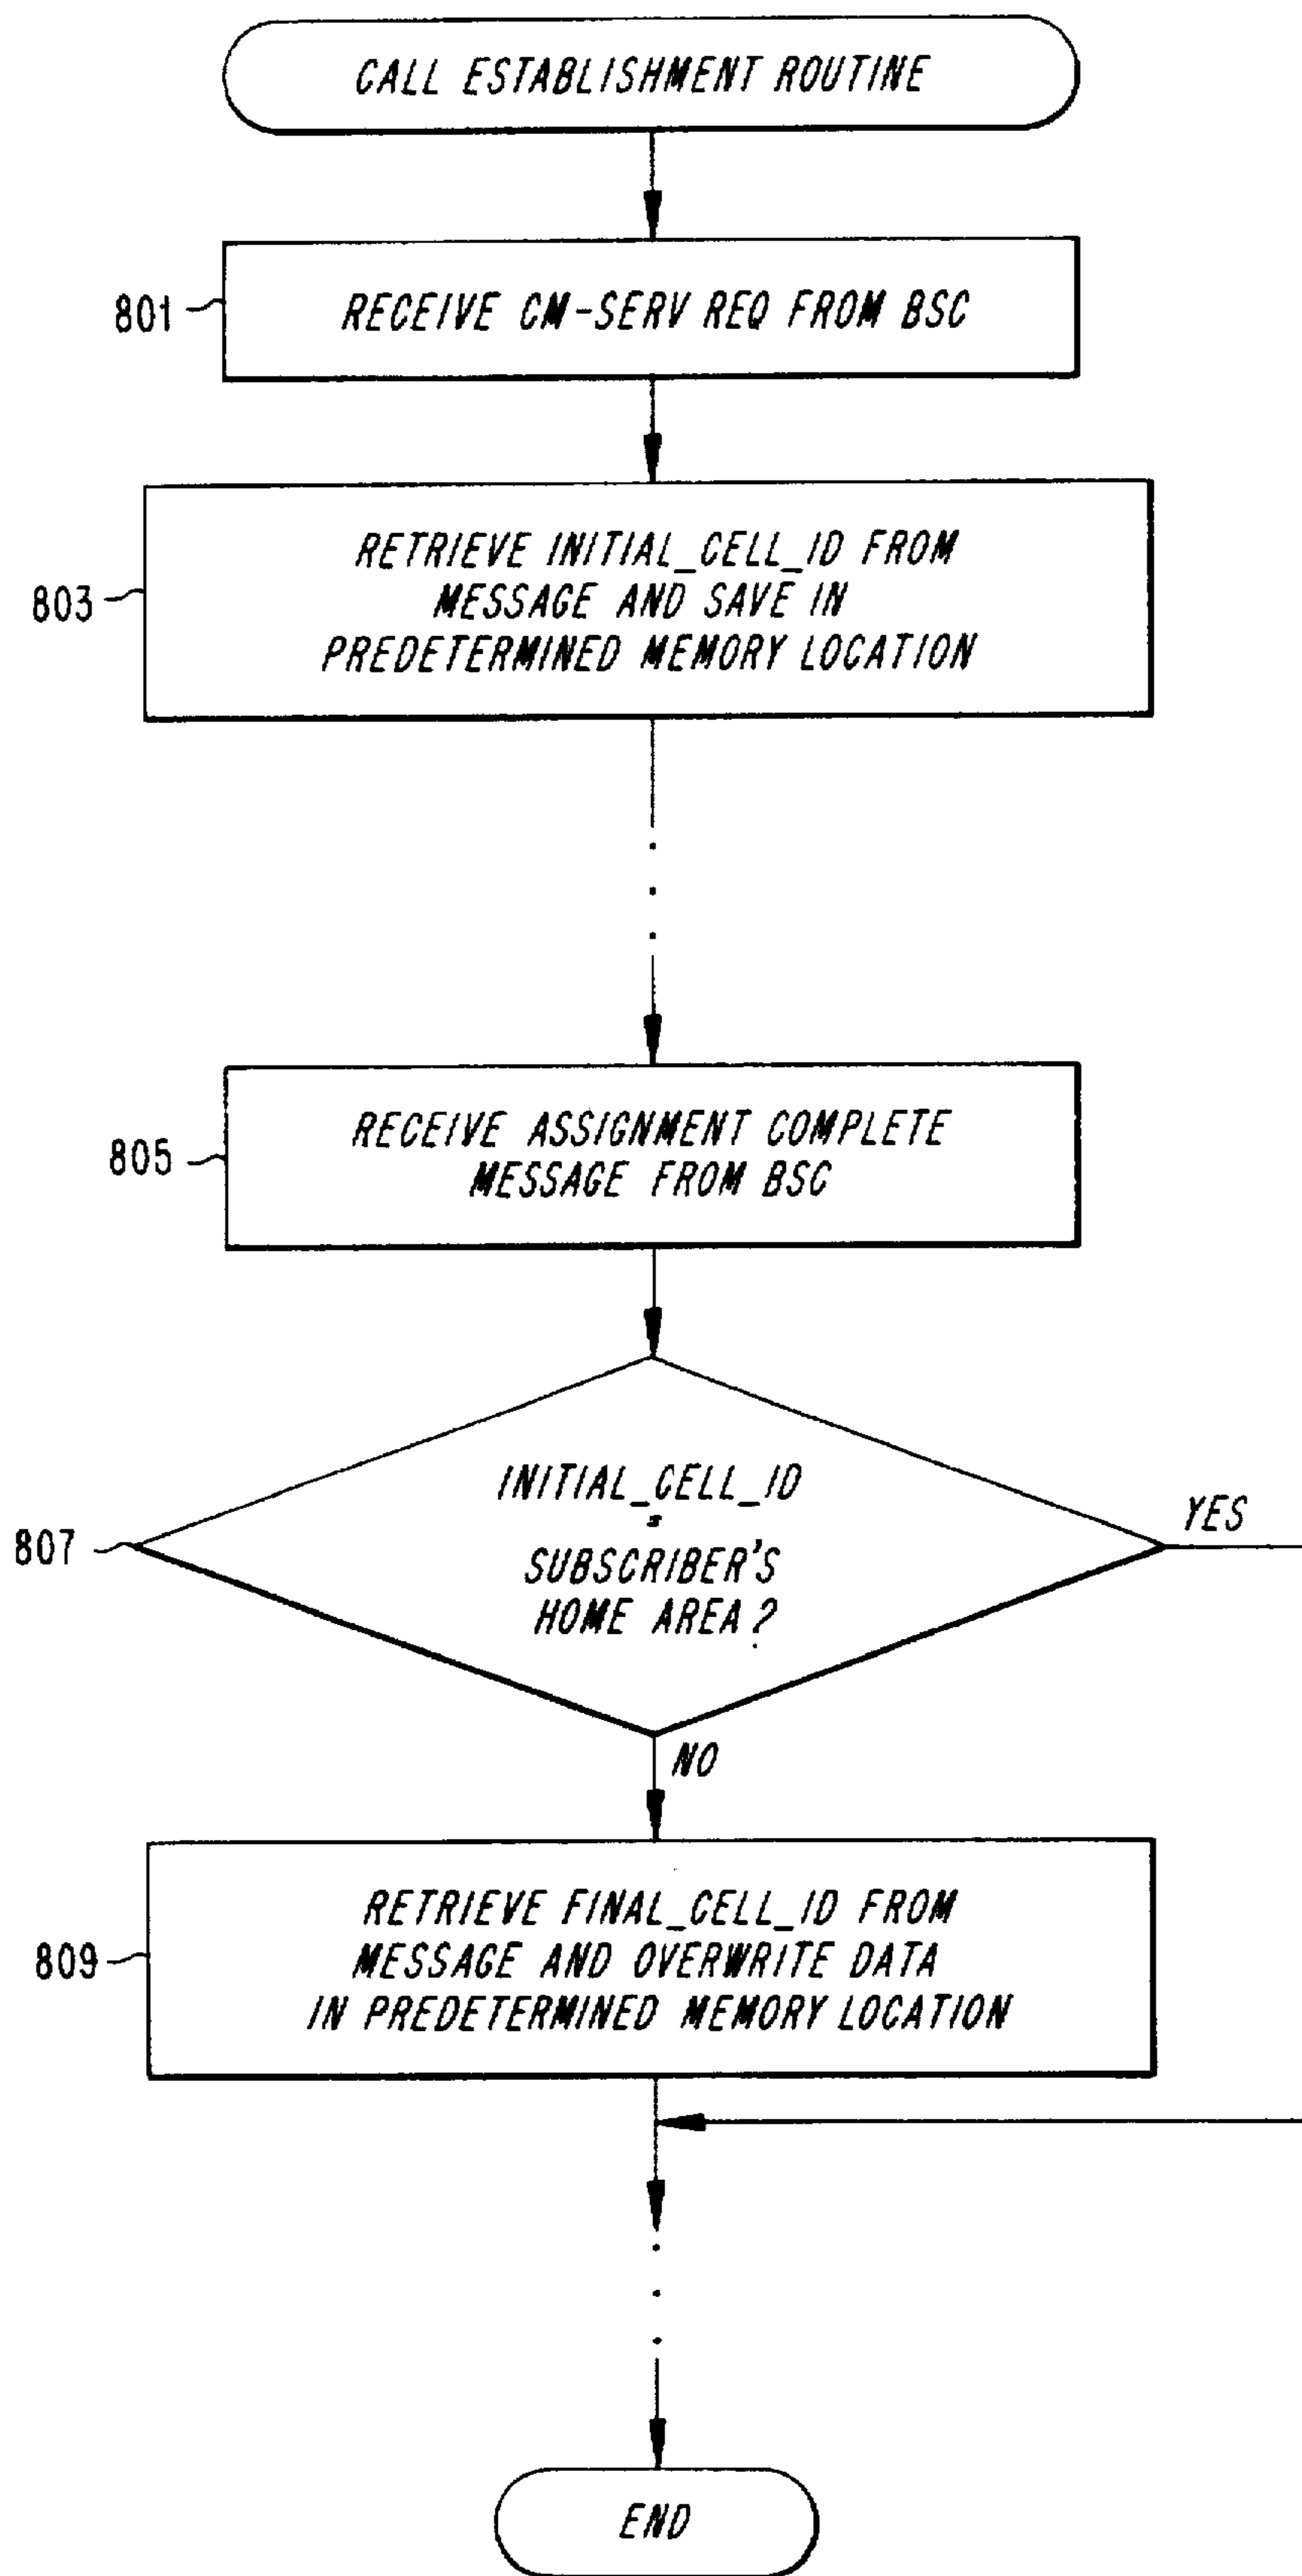 CALL ESTABLISHMENT ROUTINE
801
RECEIVE CM-SERV REQ FROM BSC
803
RETRIEVE INITIAL_CELL_ID FROM
MESSAGE AND SAVE IN
PREDETERMINED MEMORY LOCATION
805
RECEIVE ASSIGNMENT COMPLETE
MESSAGE FROM BSC
807
INITIAL_CELL_ID
=
SUBSCRIBER'S
HOME AREA?
YES
NO
809
RETRIEVE FINAL_CELL_ID FROM
MESSAGE AND OVERWRITE DATA
IN PREDETERMINED MEMORY LOCATION
END